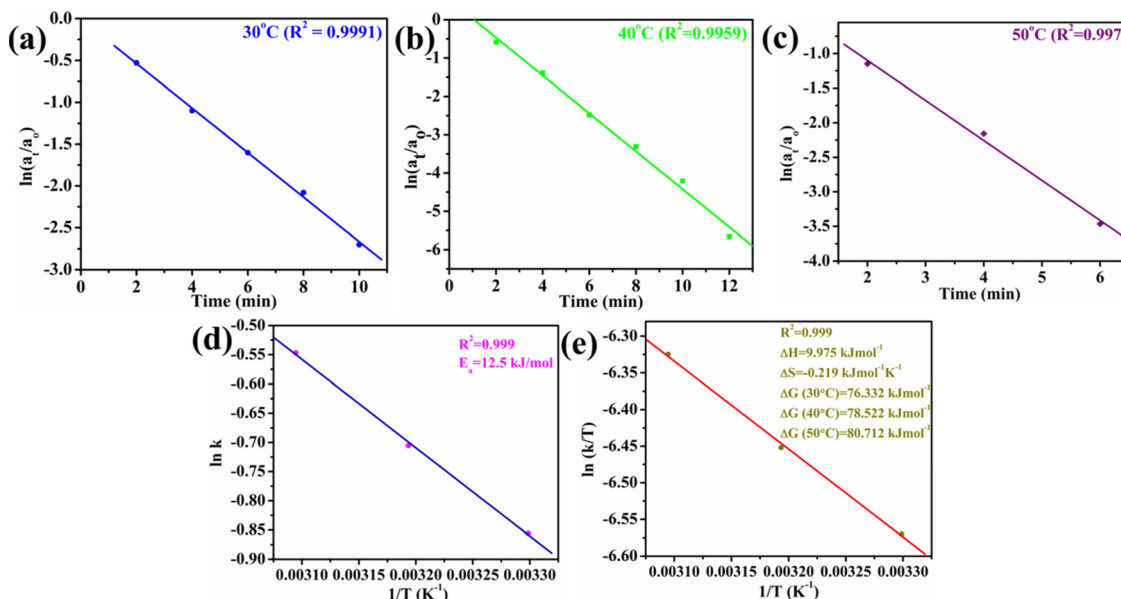 (a)
30°C (R² = 0.9991)
0.0
-0.5
-1.0
-1.5
-2.0
-2.5
-3.0
ln(aₜ/aₒ)
0 2 4 6 8 10
Time (min)
(b)
40°C (R²=0.9959)
0
-1
-2
-3
-4
-5
-6
ln(aₜ/aₒ)
0 2 4 6 8 10 12
Time (min)
(c)
50°C (R²=0.997
-1.0
-1.5
-2.0
-2.5
-3.0
-3.5
-4.0
ln(aₜ/aₒ)
2 3 4 5 6
Time (min)
(d)
R²=0.999
Eₐ=12.5 kJ/mol
-0.50
-0.55
-0.60
-0.65
-0.70
-0.75
-0.80
-0.85
-0.90
ln k
0.00310 0.00315 0.00320 0.00325 0.00330
1/T (K⁻¹)
(e)
R²=0.999
ΔH=9.975 kJmol⁻¹
ΔS=-0.219 kJmol⁻¹K⁻¹
ΔG (30°C)=76.332 kJmol⁻¹
ΔG (40°C)=78.522 kJmol⁻¹
ΔG (50°C)=80.712 kJmol⁻¹
-6.30
-6.35
-6.40
-6.45
-6.50
-6.55
-6.60
ln (k/T)
0.00310 0.00315 0.00320 0.00325 0.00330
1/T (K⁻¹)